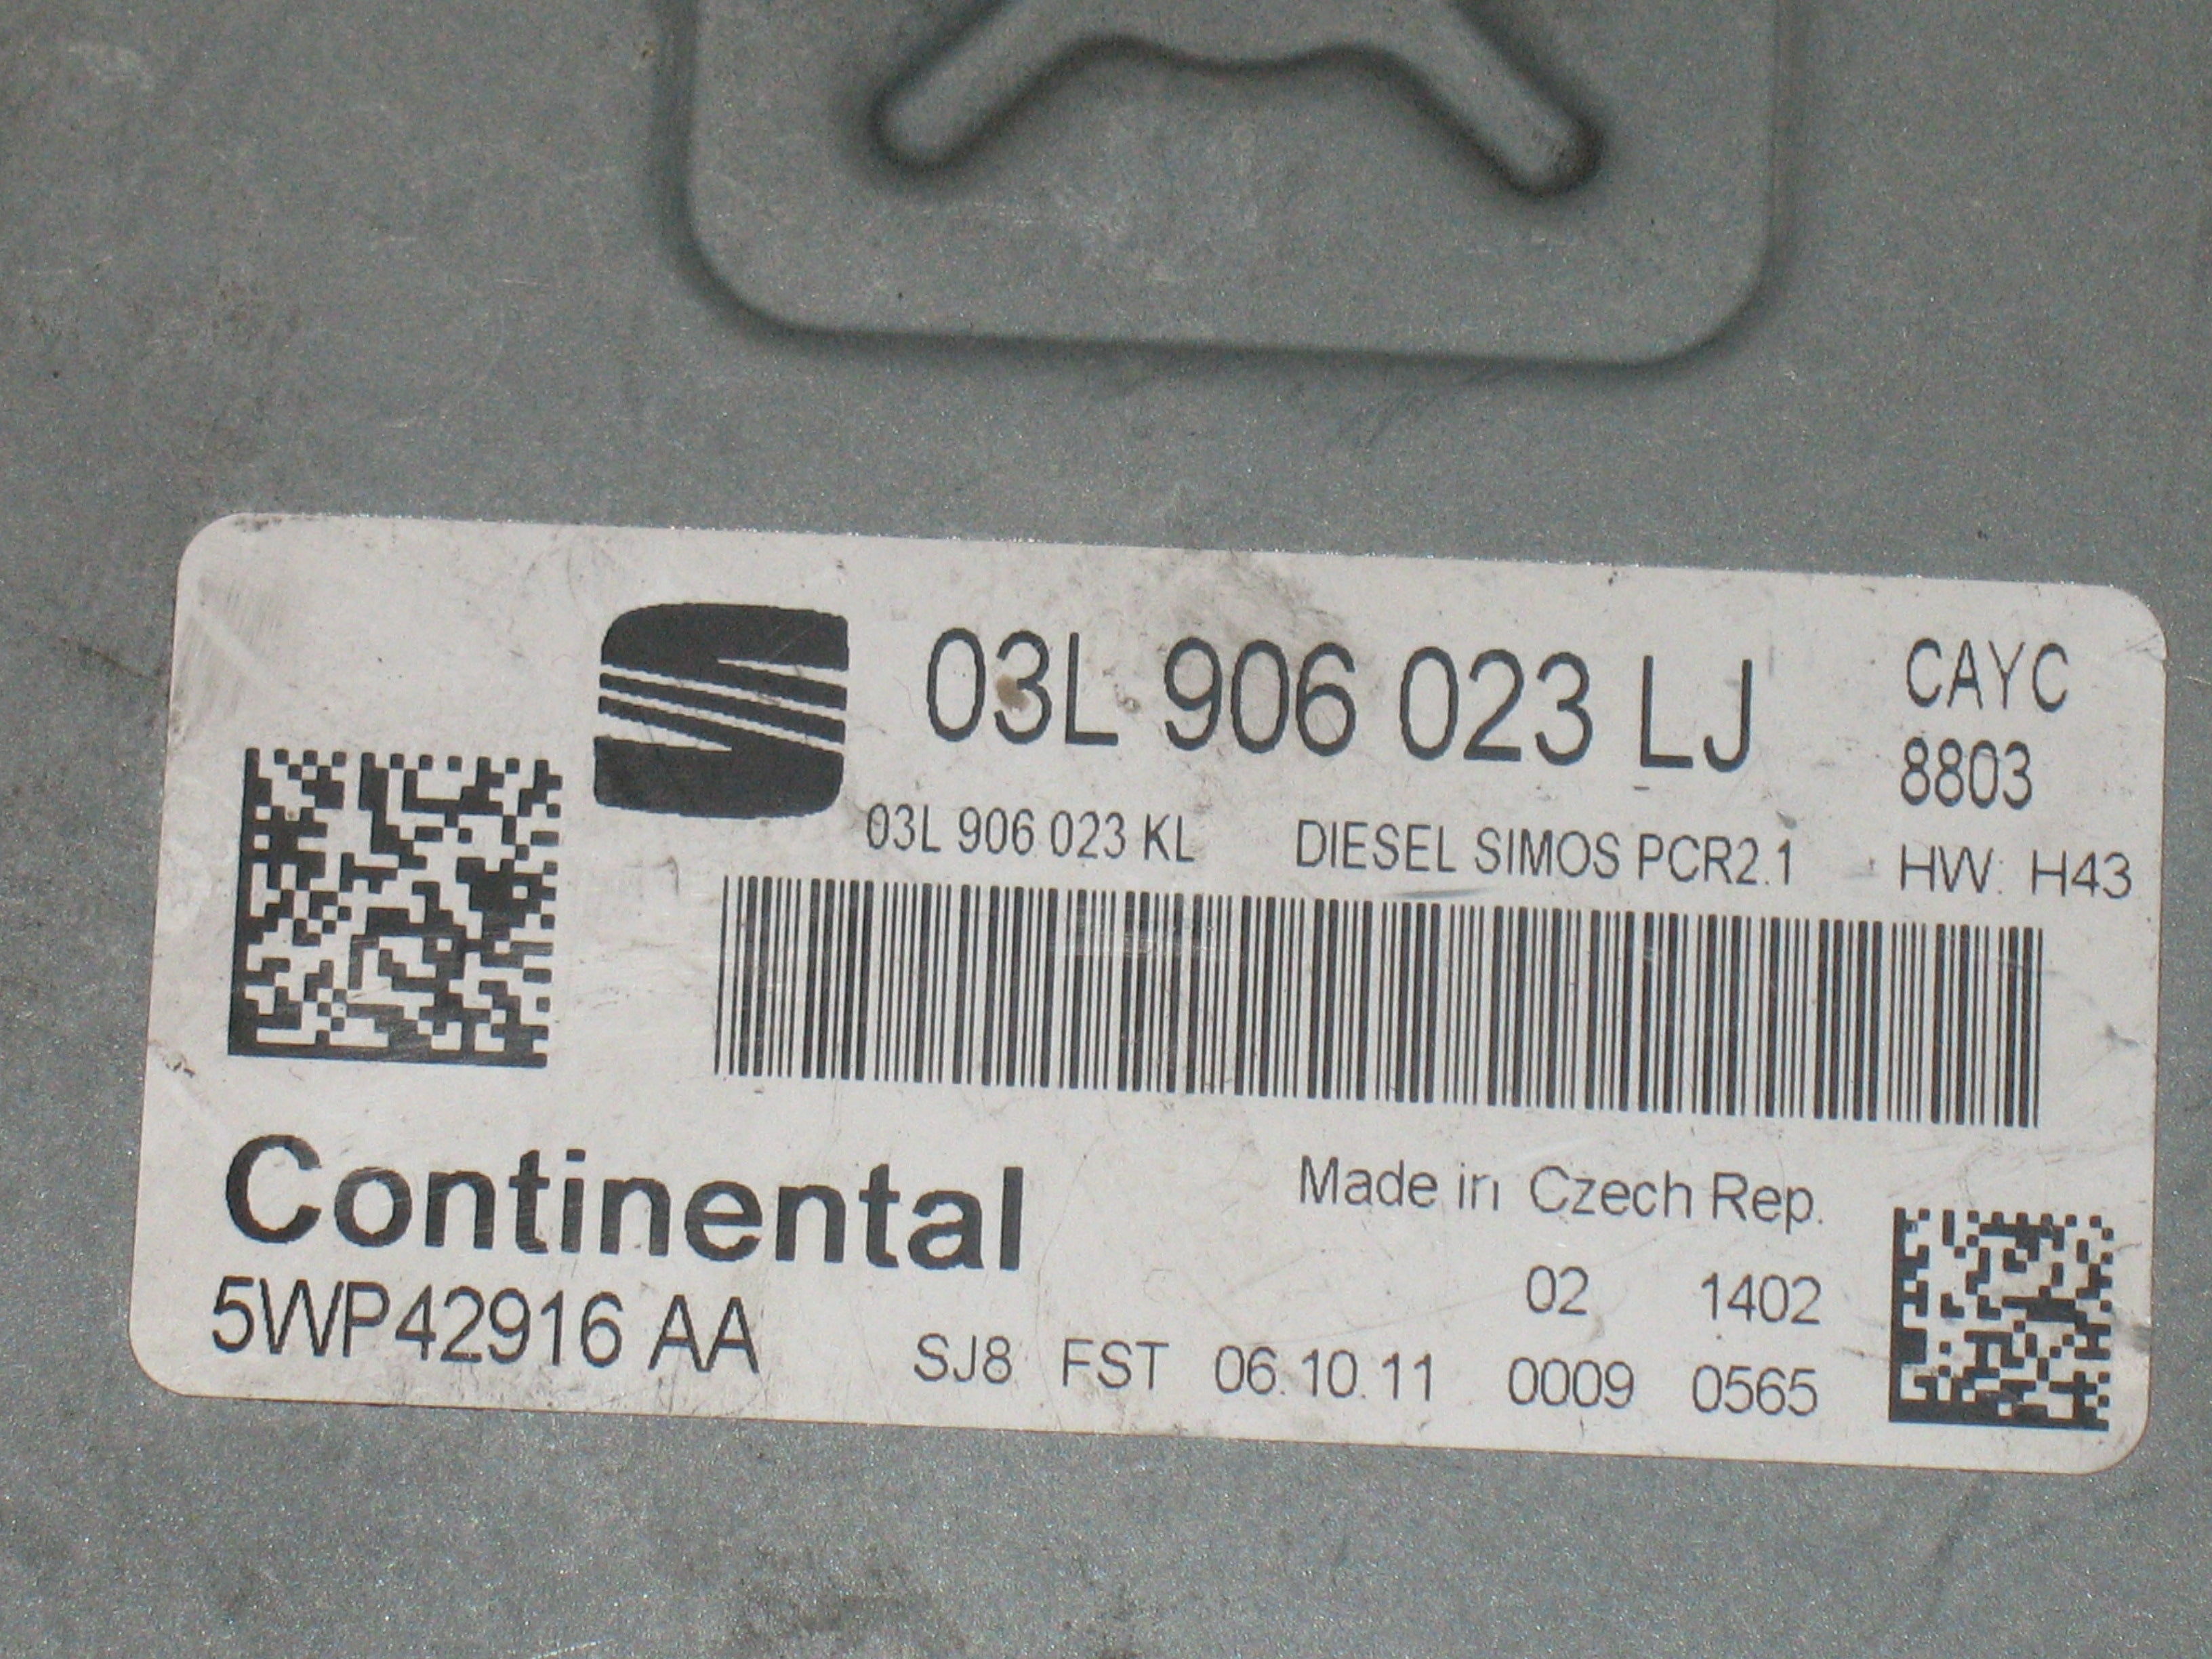 03L 906 023 LJ CAYC
8803
03L 906 023 KL DIESEL SIMOS PCR2.1 HW: H43
Continental Made in Czech Rep.
02 1402
5WP42916 AA SJ8 FST 06.10.11 0009 0565